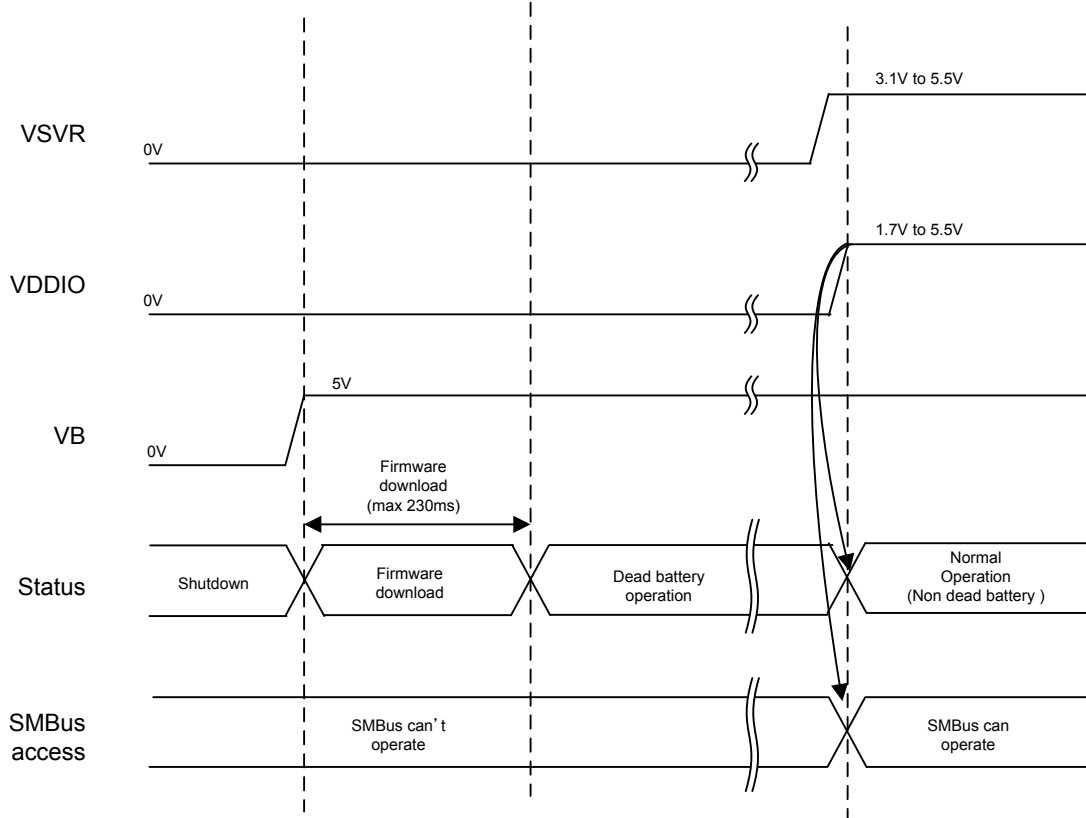 3.1V to 5.5V
VSVR
0V
1.7V to 5.5V
VDDIO
0V
5V
VB
0V
Firmware
download
(max 230ms)
Status
Shutdown
Firmware
download
Dead battery
operation
Normal
Operation
(Non dead battery )
SMBus
access
SMBus can’t
operate
SMBus can
operate